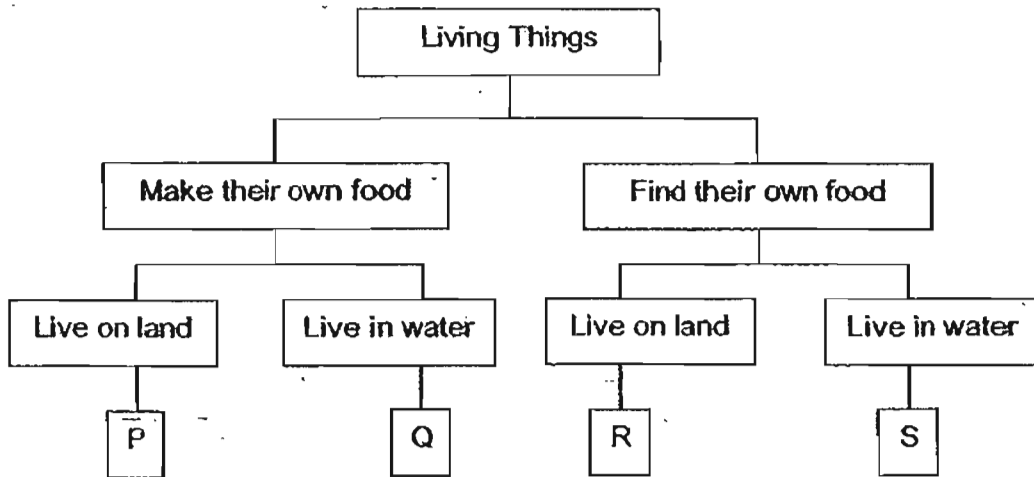 Living Things
Make their own food
Find their own food
Live on land
Live in water
Live on land
Live in water
P
Q
R
S